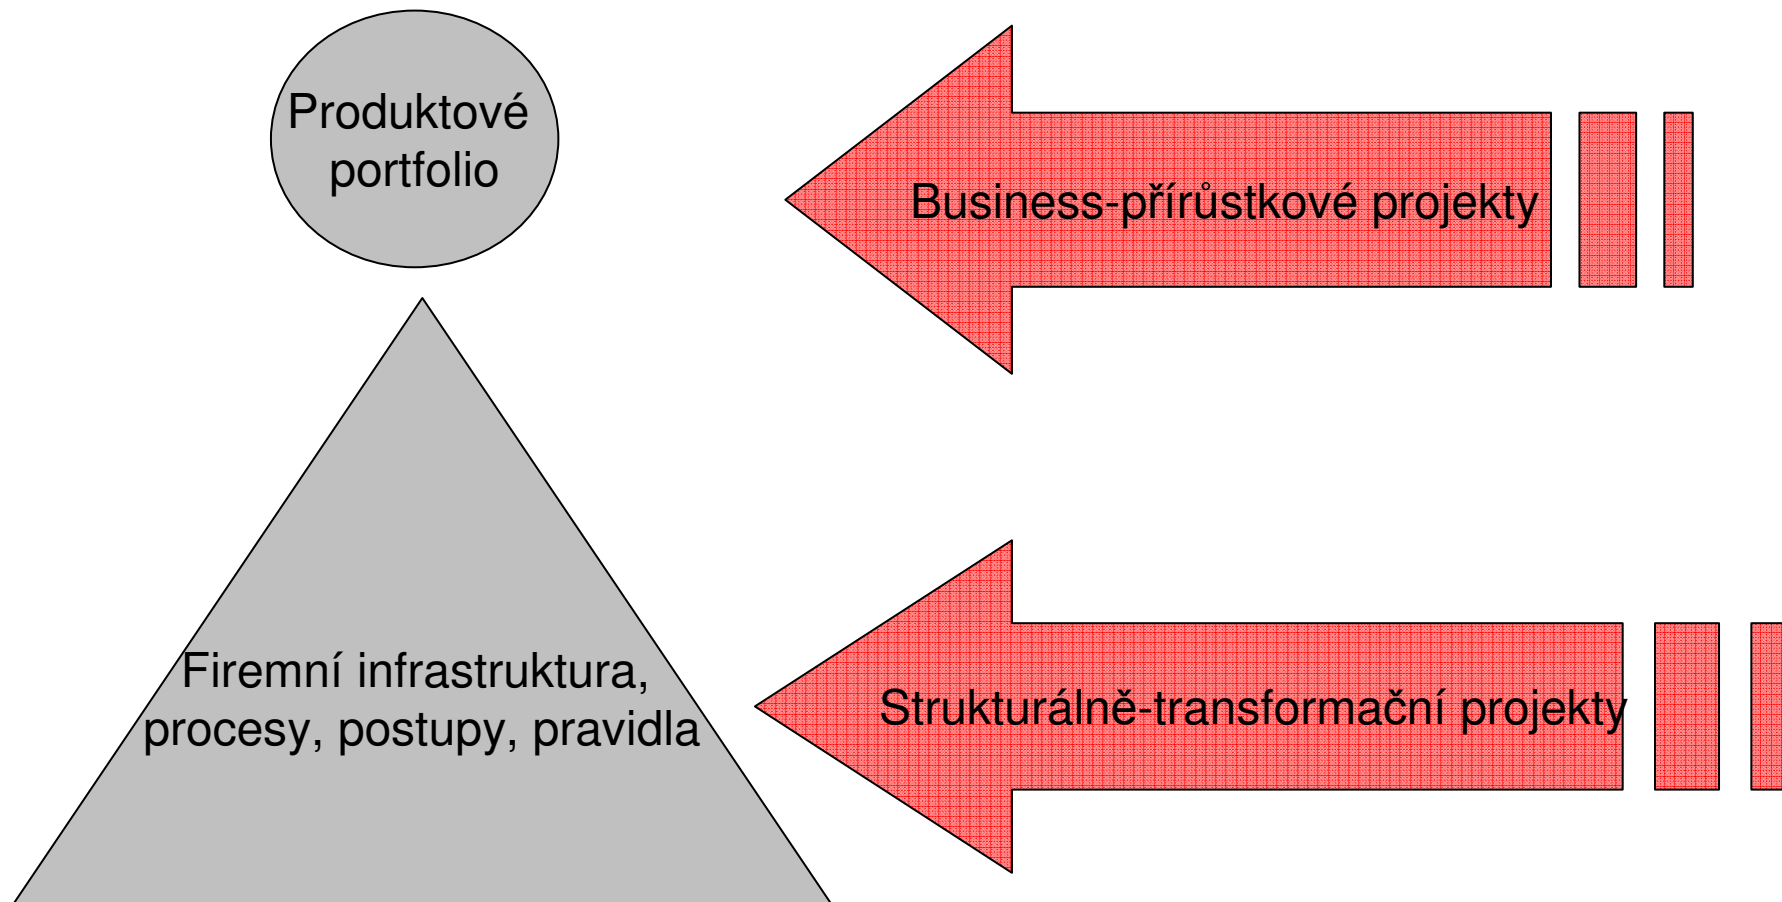 Produktové
portfolio
Business-přírůstkové projekty
Firemní infrastruktura,
procesy, postupy, pravidla
Strukturálně-transformační projekty